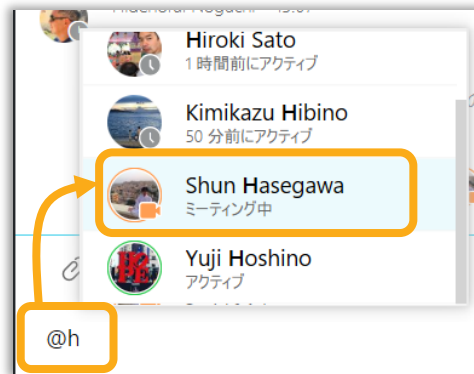 Hiroki Sato
1 時間前にアクティブ
Kimikazu Hibino
50 分前にアクティブ
Shun Hasegawa
ミーティング中
Yuji Hoshino
アクティブ
@h